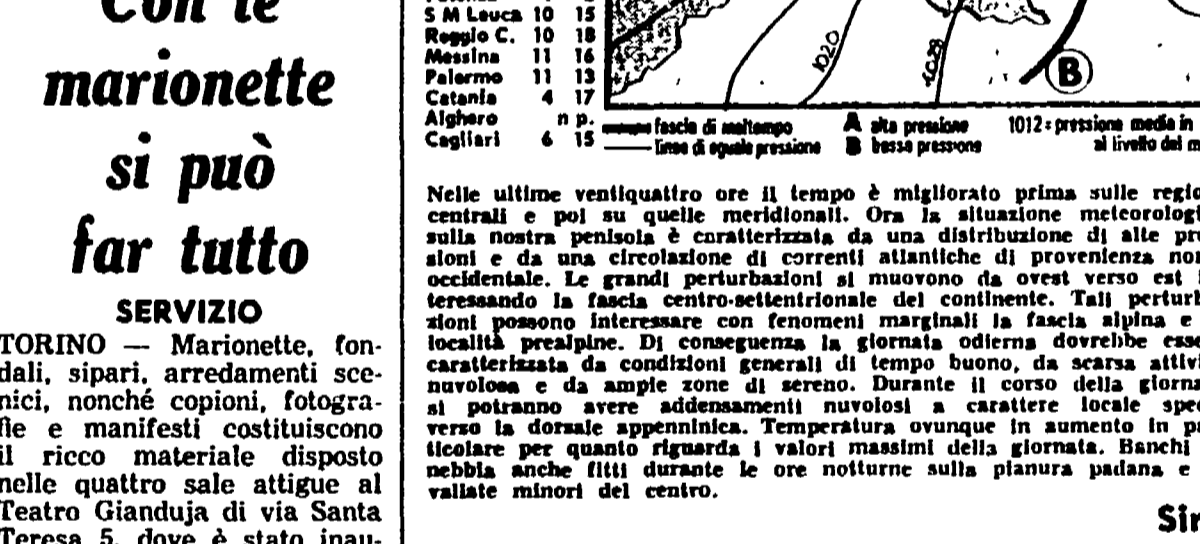 Con le
marionette
si può
far tutto
SERVIZIO
TORINO — Marionette, fon-
dali, sipari, arredamenti sce-
nici, nonché copioni, fotogra-
fie e manifesti costituiscono
il ricco materiale disposto
nelle quattro sale attigue al
Teatro Gianduja di via Santa
Teresa 5, dove è stato inau-
S M Leuca 10 15
Reggio C. 10 18
Messina 11 16
Palermo 11 13
Catania 4 17
Alghero n p.
Cagliari 6 15
1020
1028
B
fascia di maltempo
linee di eguale pressione
A alta pressione
B bassa pressione
1012 = pressione media in
al livello del m
Nelle ultime ventiquattro ore il tempo è migliorato prima sulle regio
centrali e poi su quelle meridionali. Ora la situazione meteorologi
sulla nostra penisola è caratterizzata da una distribuzione di alte pre
sioni e da una circolazione di correnti atlantiche di provenienza nor
occidentale. Le grandi perturbazioni si muovono da ovest verso est i
teressando la fascia centro-settentrionale del continente. Tali perturb
zioni possono interessare con fenomeni marginali la fascia alpina e
località prealpine. Di conseguenza la giornata odierna dovrebbe esse
caratterizzata da condizioni generali di tempo buono, da scarsa attivi
nuvolosa e da ampie zone di sereno. Durante il corso della giorna
si potranno avere addensamenti nuvolosi a carattere locale spec
verso la dorsale appenninica. Temperatura ovunque in aumento in pa
ticolare per quanto riguarda i valori massimi della giornata. Banchi
nebbia anche fitti durante le ore notturne sulla pianura padana e
vallate minori del centro.
Sir